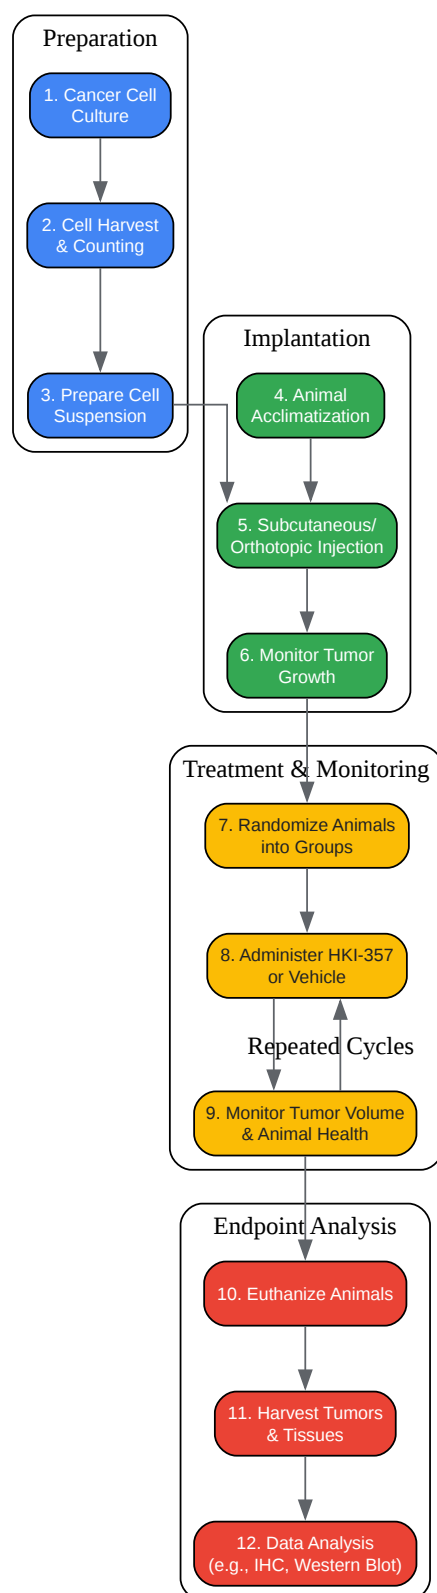 Preparation
1. Cancer Cell
Culture
2. Cell Harvest
& Counting
3. Prepare Cell
Suspension
Implantation
4. Animal
Acclimatization
5. Subcutaneous/
Orthotopic Injection
6. Monitor Tumor
Growth
Treatment & Monitoring
7. Randomize Animals
into Groups
8. Administer HKI-357
or Vehicle
Repeated Cycles
9. Monitor Tumor Volume
& Animal Health
Endpoint Analysis
10. Euthanize Animals
11. Harvest Tumors
& Tissues
12. Data Analysis
(e.g., IHC, Western Blot)